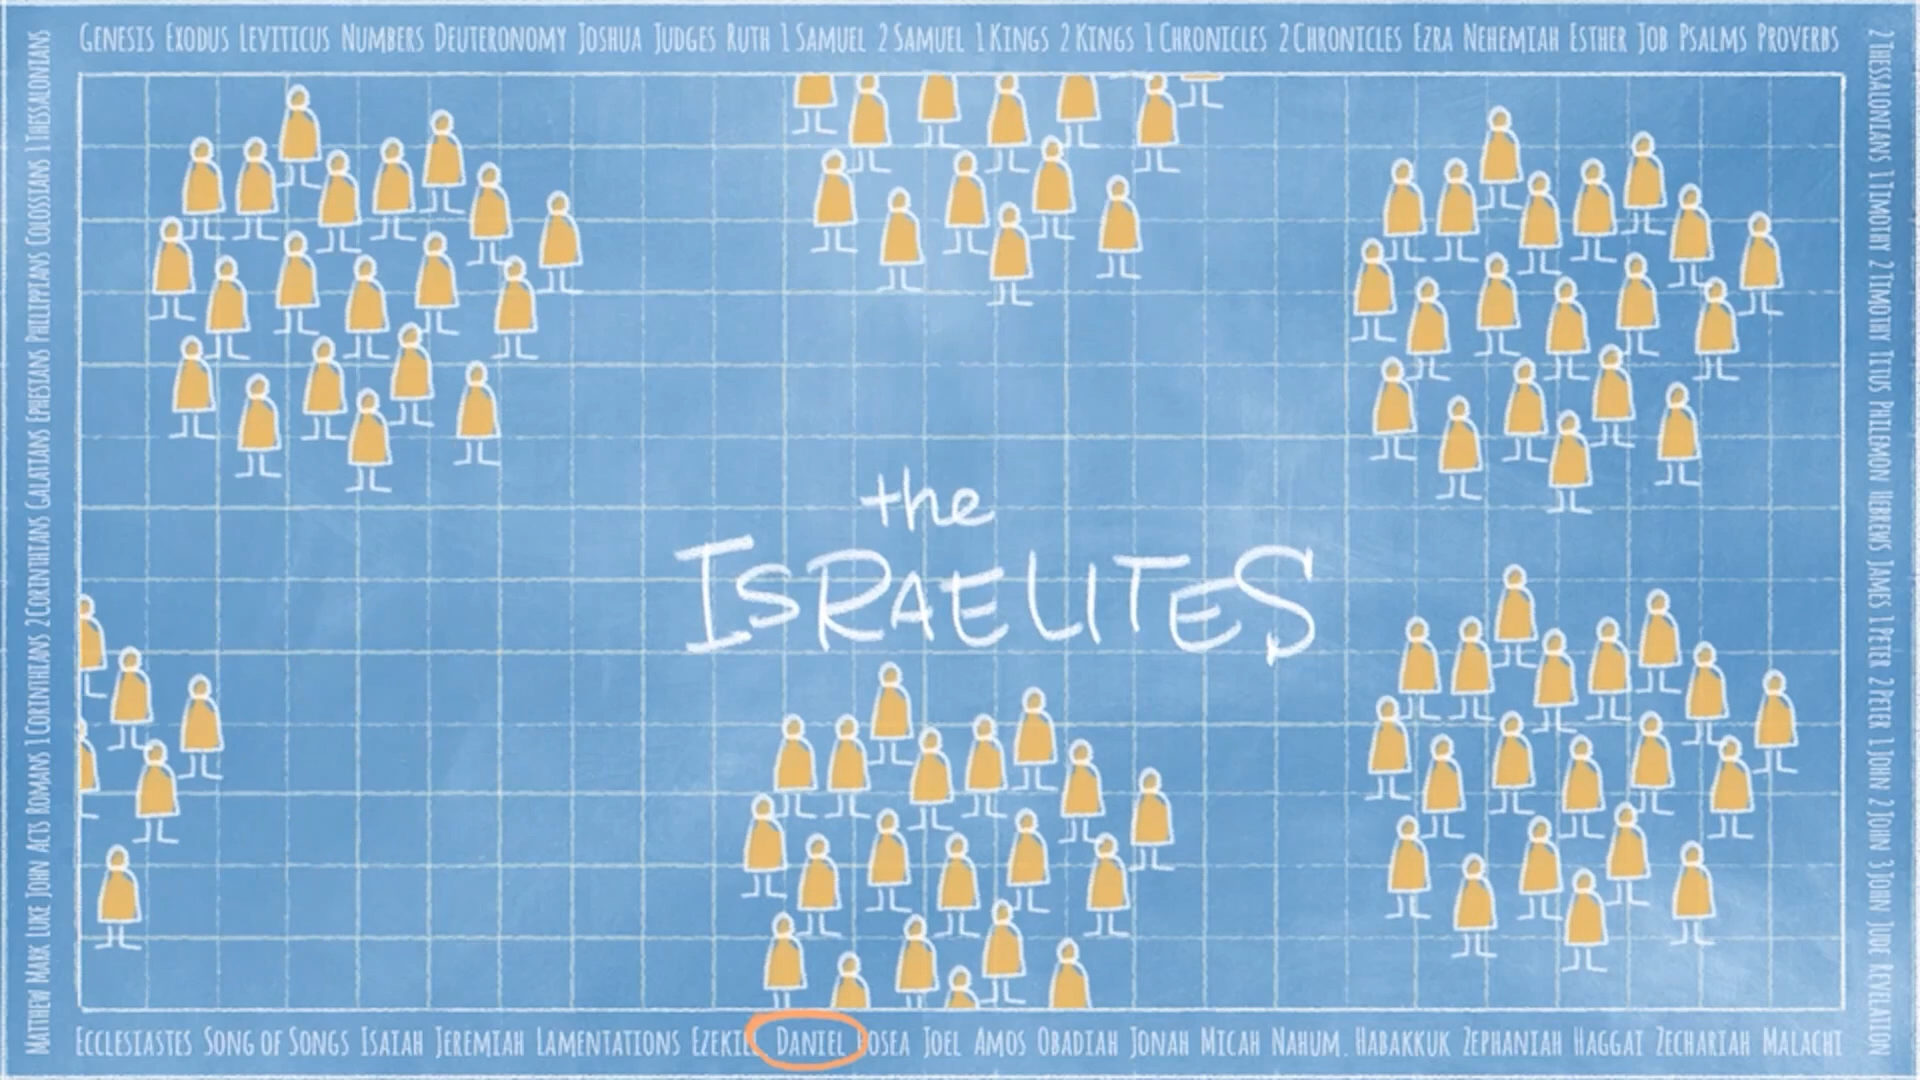 GENESIS EXODUS LEVITICUS NUMBERS DEUTERONOMY JOSHUA JUDGES RUTH 1 SAMUEL 2 SAMUEL 1 KINGS 2 KINGS 1 CHRONICLES 2 CHRONICLES EZRA NEHEMIAH ESTHER JOB PSALMS PROVERBS
the
ISRAELITES
ECCLESIASTES SONG OF SONGS ISAIAH JEREMIAH LAMENTATIONS DANIEL JOEL AMOS OBADIAH JONAH MICAH NAHUM. HABAKKUK ZEPHANIAH HAGGAI ZECHARIAH MALACHI
MATTHEW MARK LUKE JOHN ACTS ROMANS 1 CORINTHIANS 2 CORINTHIANS GALATIANS EPHESIANS PHILIPPIANS COLOSSIANS 1 THESSALONIANS
2 THESSALONIANS 1 TIMOTHY 2 TIMOTHY TITUS PHILEMON HEBREWS JAMES 1 PETER 2 PETER 1 JOHN 2 JOHN 3 JOHN JUDE REVELATION